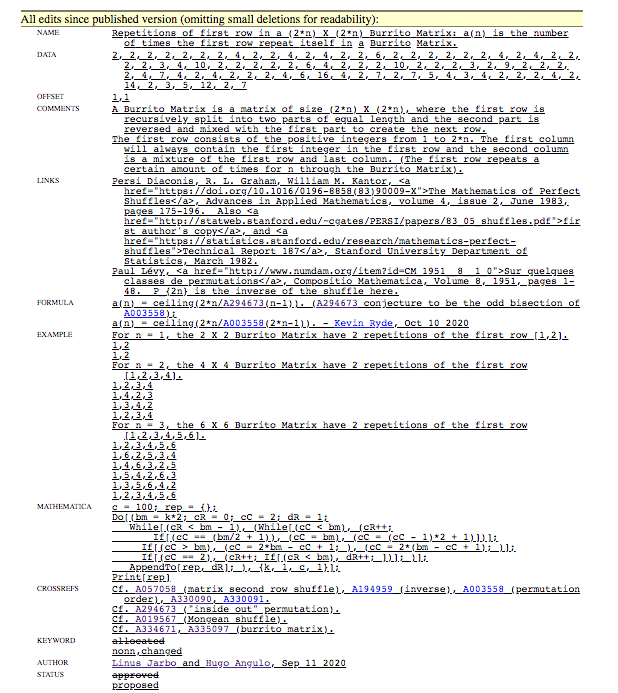 All edits since published version (omitting small deletions for readability):
NAME Repetitions of first row in a (2*n) X (2*n) Burrito Matrix: a(n) is the number
of times the first row repeat itself in a Burrito Matrix.
DATA 2, 2, 2, 2, 2, 2, 2, 4, 2, 2, 4, 2, 4, 2, 2, 6, 2, 2, 2, 2, 2, 2, 4, 2, 4, 2, 2,
2, 2, 3, 4, 10, 2, 2, 2, 2, 2, 6, 4, 2, 2, 2, 10, 2, 2, 2, 3, 2, 9, 2, 2, 2,
2, 4, 7, 4, 2, 4, 2, 2, 2, 4, 6, 16, 4, 2, 7, 2, 7, 5, 4, 3, 4, 2, 2, 2, 4, 2,
14, 2, 3, 5, 12, 2, 7
OFFSET 1,1
COMMENTS A Burrito Matrix is a matrix of size (2*n) X (2*n), where the first row is
recursively split into two parts of equal length and the second part is
reversed and mixed with the first part to create the next row.
The first row consists of the positive integers from 1 to 2*n. The first column
will always contain the first integer in the first row and the second column
is a mixture of the first row and last column. (The first row repeats a
certain amount of times for n through the Burrito Matrix).
LINKS Persi Diaconis, R. L. Graham, William M. Kantor, <a
href="https://doi.org/10.1016/0196-8858(83)90009-X">The Mathematics of Perfect
Shuffles</a>, Advances in Applied Mathematics, volume 4, issue 2, June 1983,
pages 175-196. Also <a
href="http://statweb.stanford.edu/~cgates/PERSI/papers/83_05_shuffles.pdf">fir
st author's copy</a>, and <a
href="https://statistics.stanford.edu/research/mathematics-perfect-
shuffles">Technical Report 187</a>, Stanford University Department of
Statistics, March 1982.
Paul Lévy, <a href="http://www.numdam.org/item?id=CM_1951__8__1_0">Sur quelques
classes de permutations</a>, Compositio Mathematica, Volume 8, 1951, pages 1-
48. P_{2n} is the inverse of the shuffle here.
FORMULA a(n) = ceiling(2*n/A294673(n-1)). (A294673 conjecture to be the odd bisection of
A003558);
a(n) = ceiling(2*n/A003558(2*n-1)). - Kevin Ryde, Oct 10 2020
EXAMPLE For n = 1, the 2 X 2 Burrito Matrix have 2 repetitions of the first row [1,2].
1,2
1,2
For n = 2, the 4 X 4 Burrito Matrix have 2 repetitions of the first row
[1,2,3,4].
1,2,3,4
1,4,2,3
1,3,4,2
1,2,3,4
For n = 3, the 6 X 6 Burrito Matrix have 2 repetitions of the first row
[1,2,3,4,5,6].
1,2,3,4,5,6
1,6,2,5,3,4
1,4,6,3,2,5
1,5,4,2,6,3
1,3,5,6,4,2
1,2,3,4,5,6
MATHEMATICA c = 100; rep = {};
Do[(bm = k*2; cR = 0; cC = 2; dR = 1;
While[(cR < bm - 1), (While[(cC < bm), (cR++;
If[(cC == (bm/2 + 1)), (cC = bm), (cC = (cC - 1)*2 + 1)])];
If[(cC > bm), (cC = 2*bm - cC + 1; ), (cC = 2*(bm - cC + 1); )];
If[(cC == 2), (cR++; If[(cR < bm), dR++; ])]; )];
AppendTo[rep, dR]; ), {k, 1, c, 1}];
Print[rep]
CROSSREFS Cf. A057058 (matrix second row shuffle), A194959 (inverse), A003558 (permutation
order), A330090, A330091.
Cf. A294673 ("inside out" permutation).
Cf. A019567 (Mongean shuffle).
Cf. A334671, A335097 (burrito matrix).
KEYWORD allocated
nonn,changed
AUTHOR Linus Jarbo and Hugo Angulo, Sep 11 2020
STATUS approved
proposed